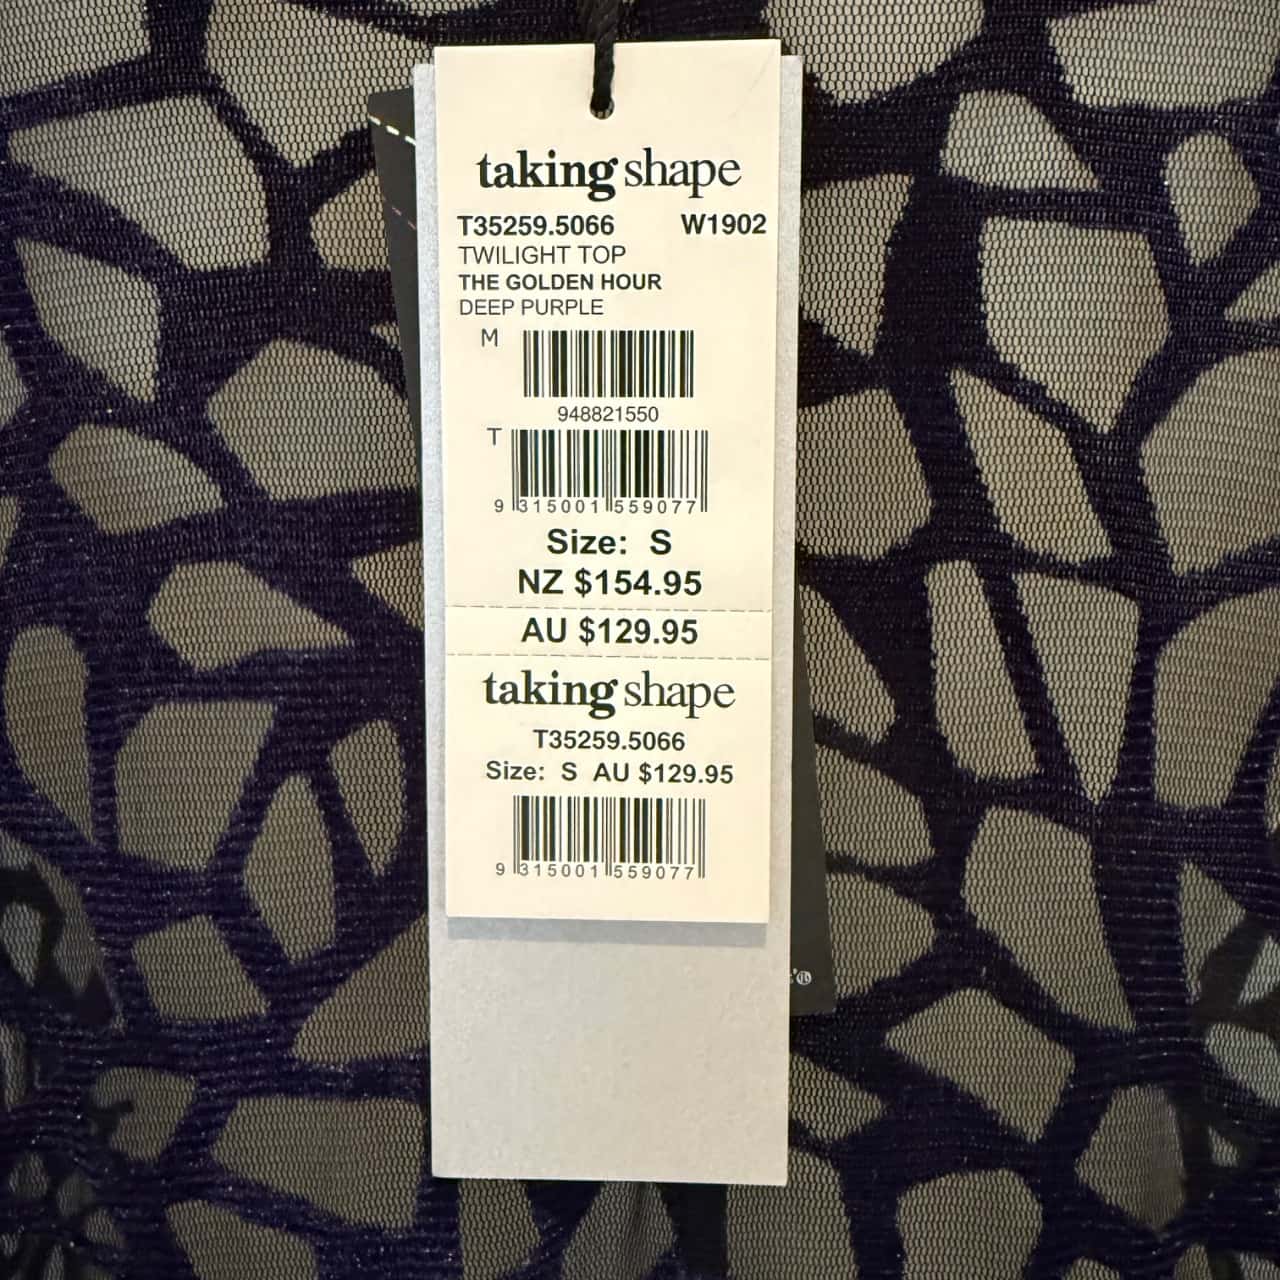 taking shape
T35259.5066 W1902
TWILIGHT TOP
THE GOLDEN HOUR
DEEP PURPLE
M
948821550
T
9 315001 559077
Size: S
NZ $154.95
AU $129.95
taking shape
T35259.5066
Size: S AU $129.95
9 315001 559077